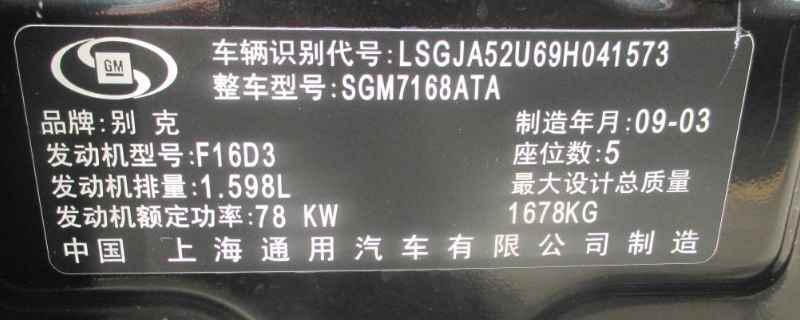 GM
车辆识别代号:LSGJA52U69H041573
整车型号:SGM7168ATA
品牌:别 克
制造年月:09-03
发动机型号:F16D3
座位数:5
发动机排量:1.598L
最大设计总质量
发动机额定功率:78 KW
1678KG
中国 上海通用汽车有限公司制造